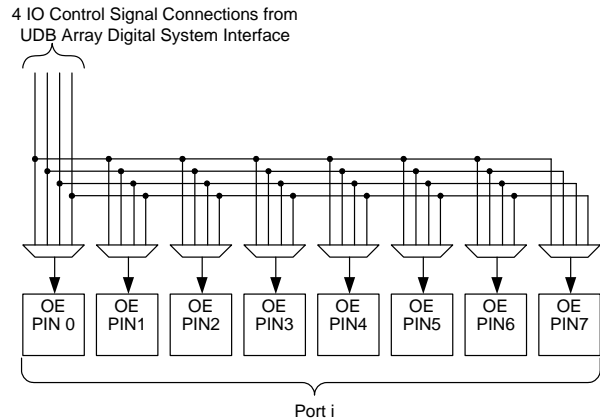 4 IO Control Signal Connections from
UDB Array Digital System Interface
OE
PIN 0
OE
PIN1
OE
PIN2
OE
PIN3
OE
PIN4
OE
PIN5
OE
PIN6
OE
PIN7
Port i